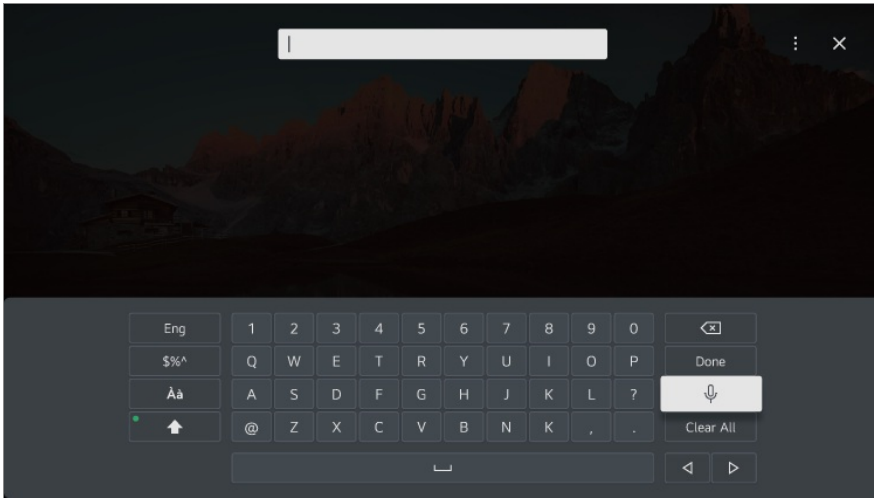 Eng 1 2 3 4 5 6 7 8 9 0
$%^ Q W E T R Y U I O P Done
Àà A S D F G H J K L ?
@ Z X C V B N K , . Clear All